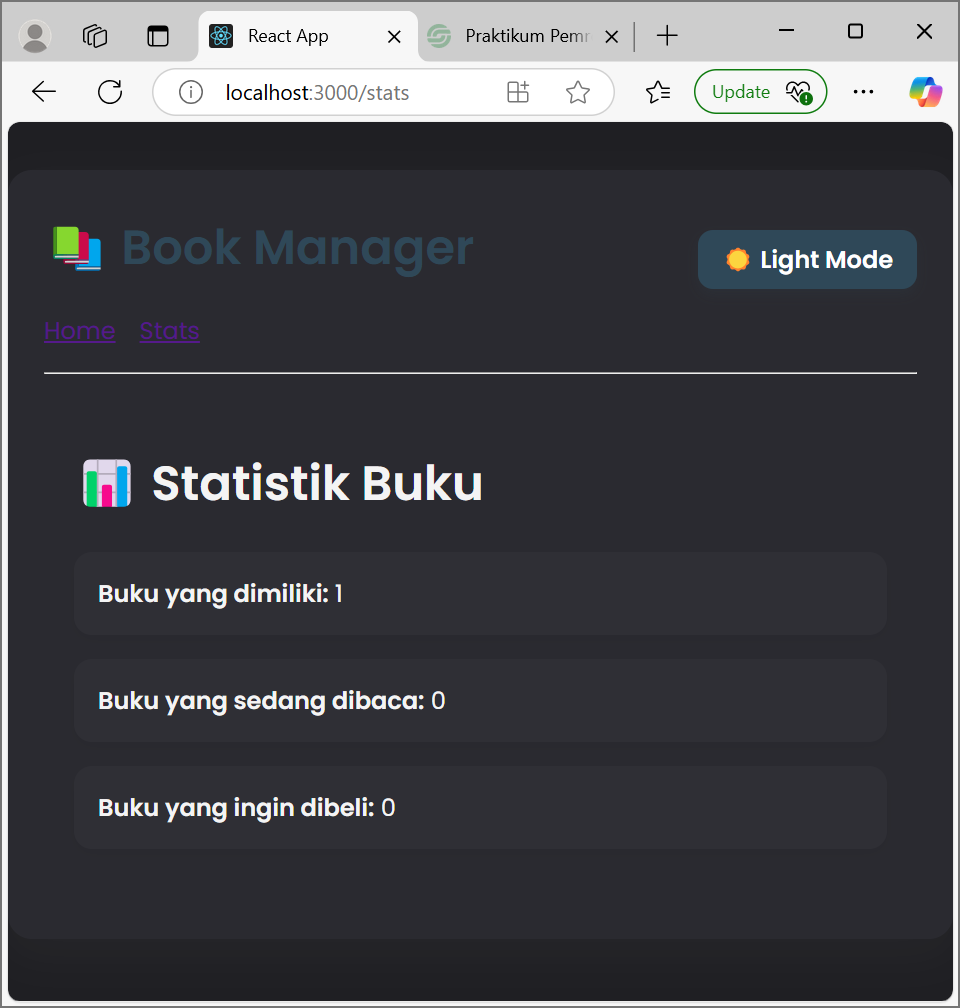 React App
Praktikum Pemr
localhost:3000/stats
Update
Book Manager
Light Mode
Home Stats
Statistik Buku
Buku yang dimiliki: 1
Buku yang sedang dibaca: 0
Buku yang ingin dibeli: 0